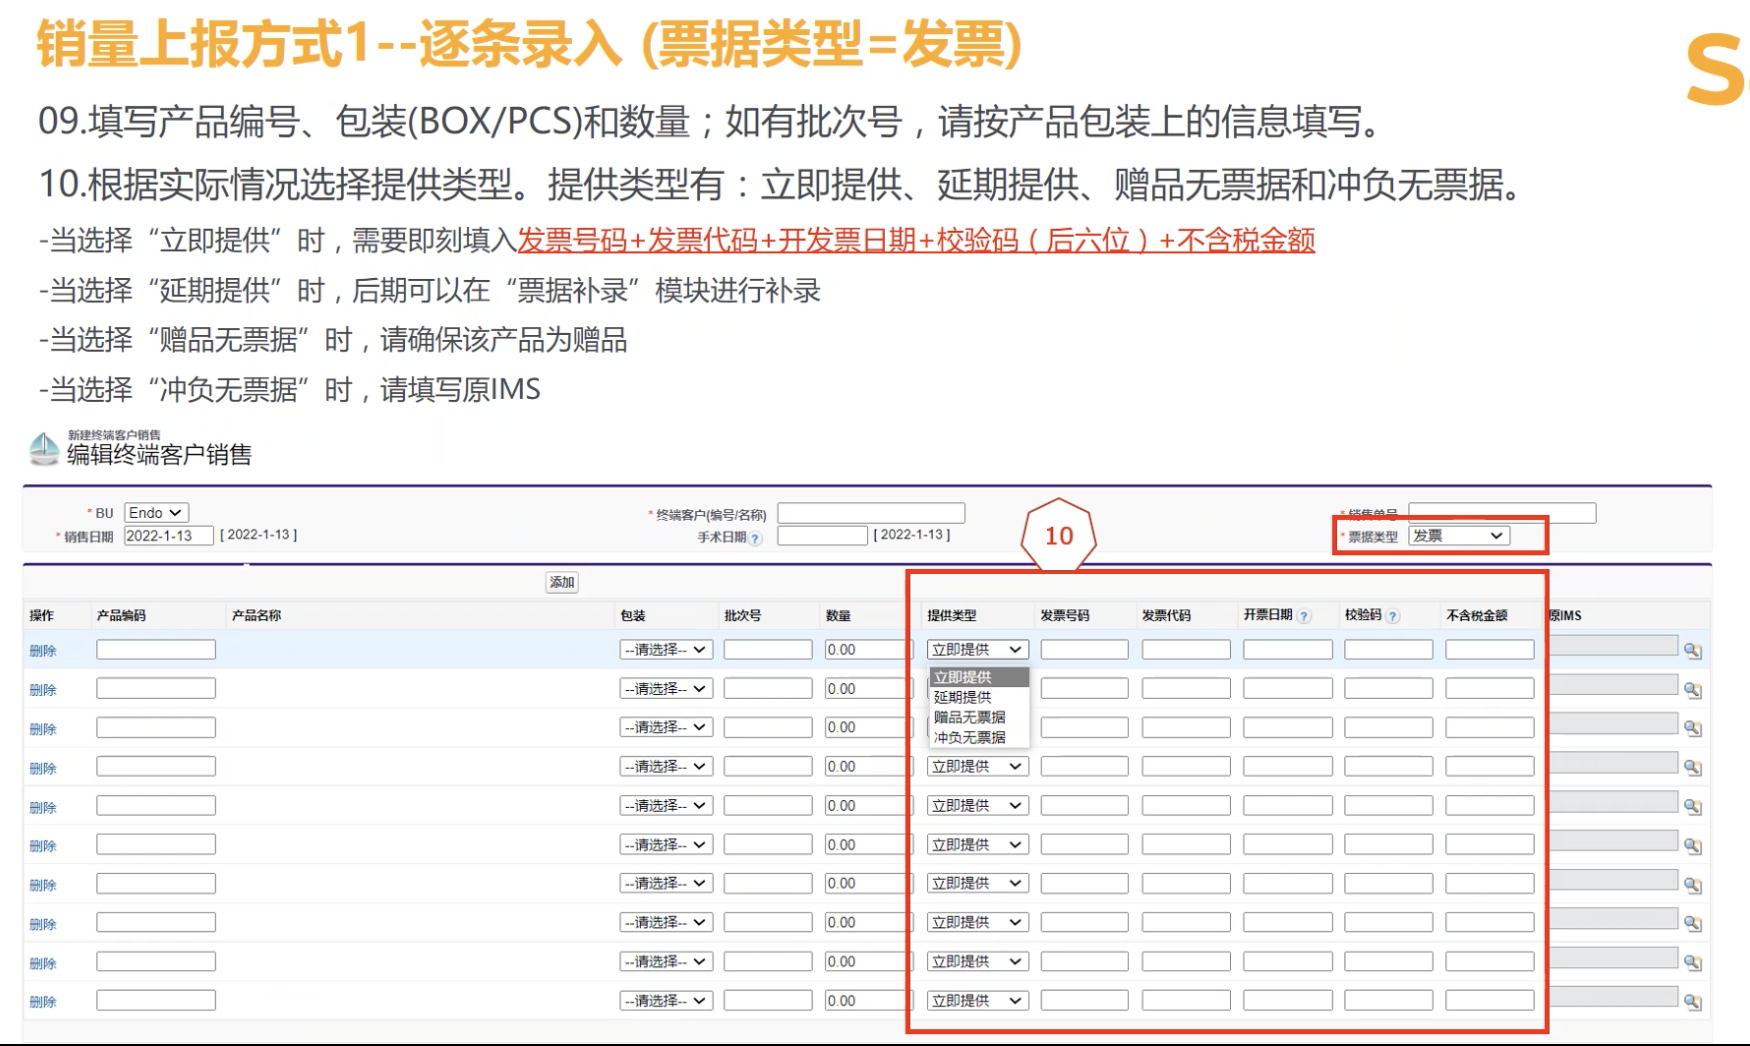 销量上报方式1--逐条录入 (票据类型=发票)
S
09.填写产品编号、包装(BOX/PCS)和数量；如有批次号，请按产品包装上的信息填写。
10.根据实际情况选择提供类型。提供类型有：立即提供、延期提供、赠品无票据和冲负无票据。
-当选择“立即提供”时，需要即刻填入发票号码+发票代码+开发票日期+校验码（后六位）+不含税金额
-当选择“延期提供”时，后期可以在“票据补录”模块进行补录
-当选择“赠品无票据”时，请确保该产品为赠品
-当选择“冲负无票据”时，请填写原IMS
新建终端客户销售
编辑终端客户销售
* BU Endo * 终端客户(编号/名称) * 销售单号
* 销售日期 2022-1-13 [ 2022-1-13 ] 手术日期 ? [ 2022-1-13 ] * 票据类型 发票
10
添加
操作 产品编码 产品名称 包装 批次号 数量 提供类型 发票号码 发票代码 开票日期 ? 校验码 ? 不含税金额 原IMS
删除 --请选择-- 0.00 立即提供
立即提供
删除 --请选择-- 0.00 延期提供
赠品无票据
删除 --请选择-- 0.00 冲负无票据
删除 --请选择-- 0.00 立即提供
删除 --请选择-- 0.00 立即提供
删除 --请选择-- 0.00 立即提供
删除 --请选择-- 0.00 立即提供
删除 --请选择-- 0.00 立即提供
删除 --请选择-- 0.00 立即提供
删除 --请选择-- 0.00 立即提供